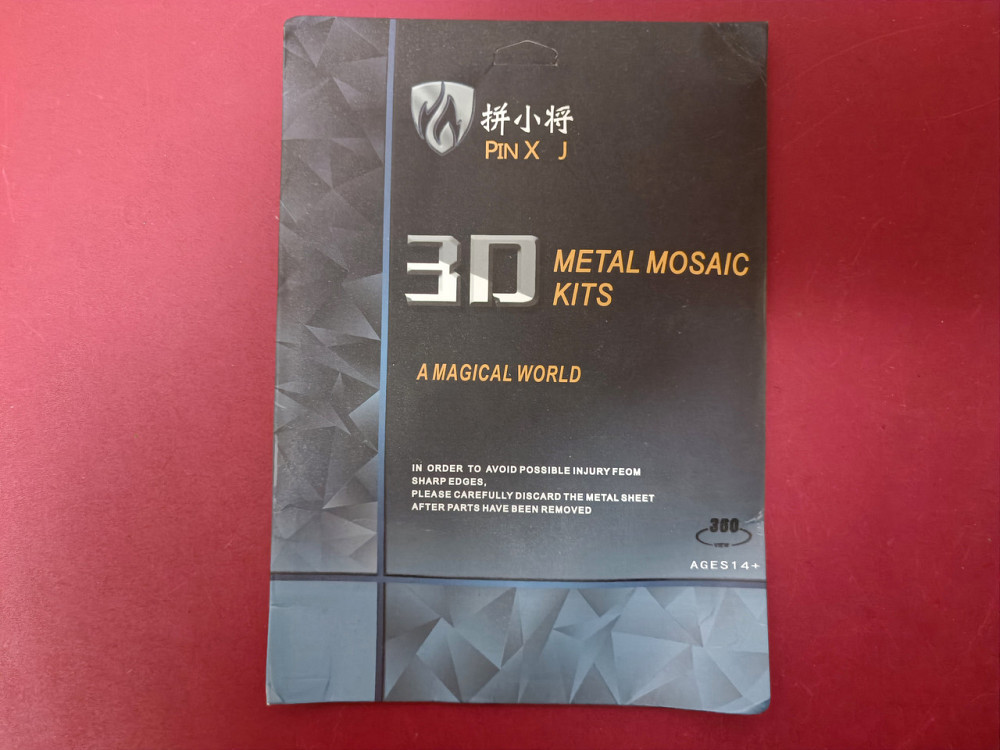 拼小将
PIN X J
3D
METAL MOSAIC
KITS
A MAGICAL WORLD
IN ORDER TO AVOID POSSIBLE INJURY FEOM
SHARP EDGES,
PLEASE CAREFULLY DISCARD THE METAL SHEET
AFTER PARTS HAVE BEEN REMOVED
360
VIEW
AGES14+